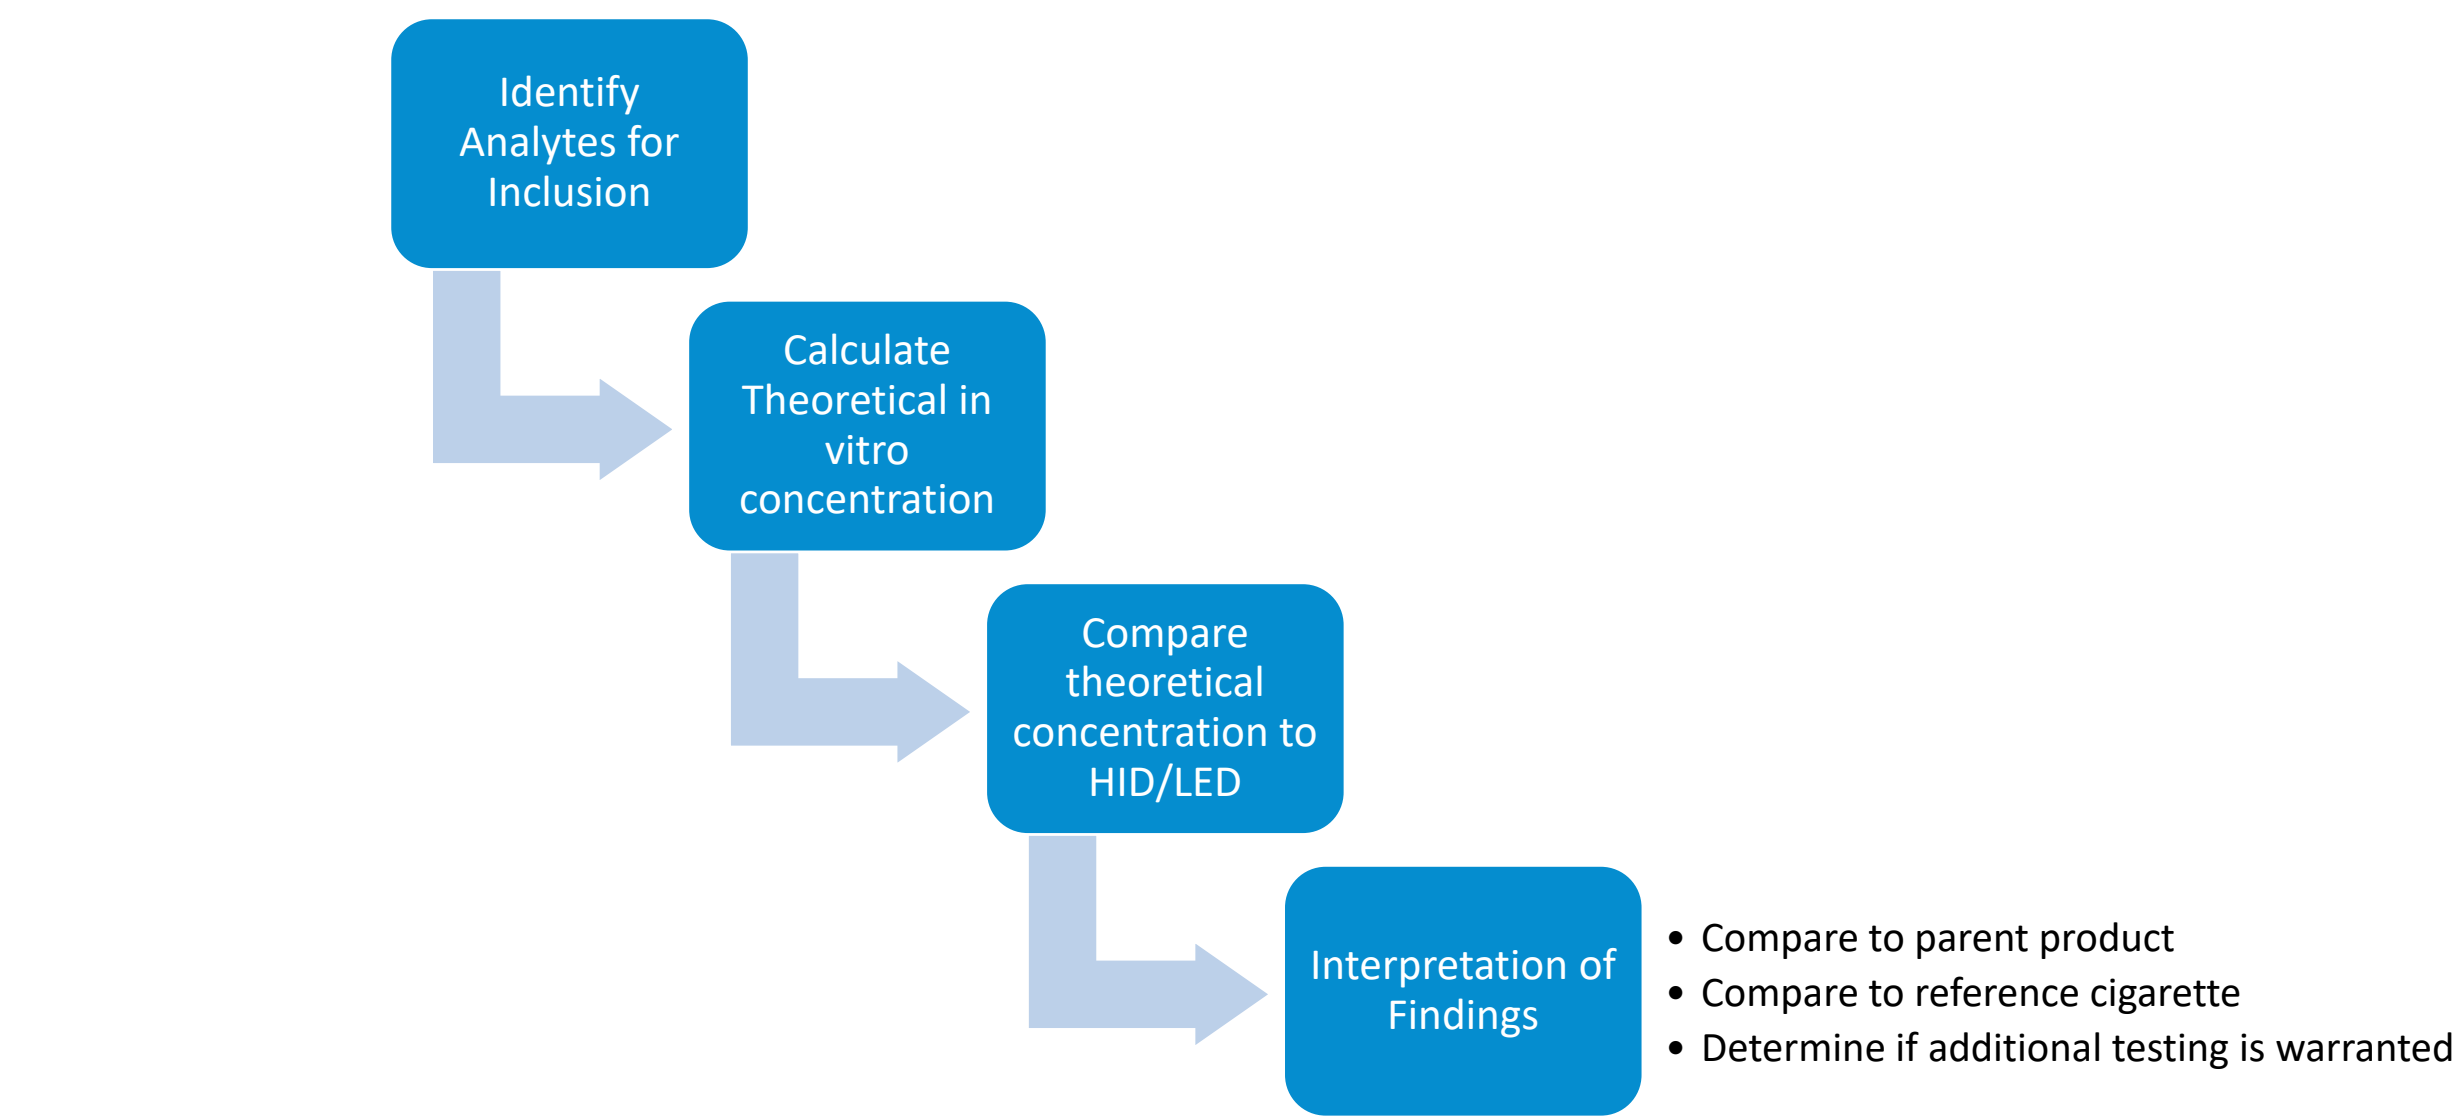 Identify
Analytes for
Inclusion
Calculate
Theoretical in
vitro
concentration
Compare
theoretical
concentration to
HID/LED
Interpretation of
Findings
• Compare to parent product
• Compare to reference cigarette
• Determine if additional testing is warranted